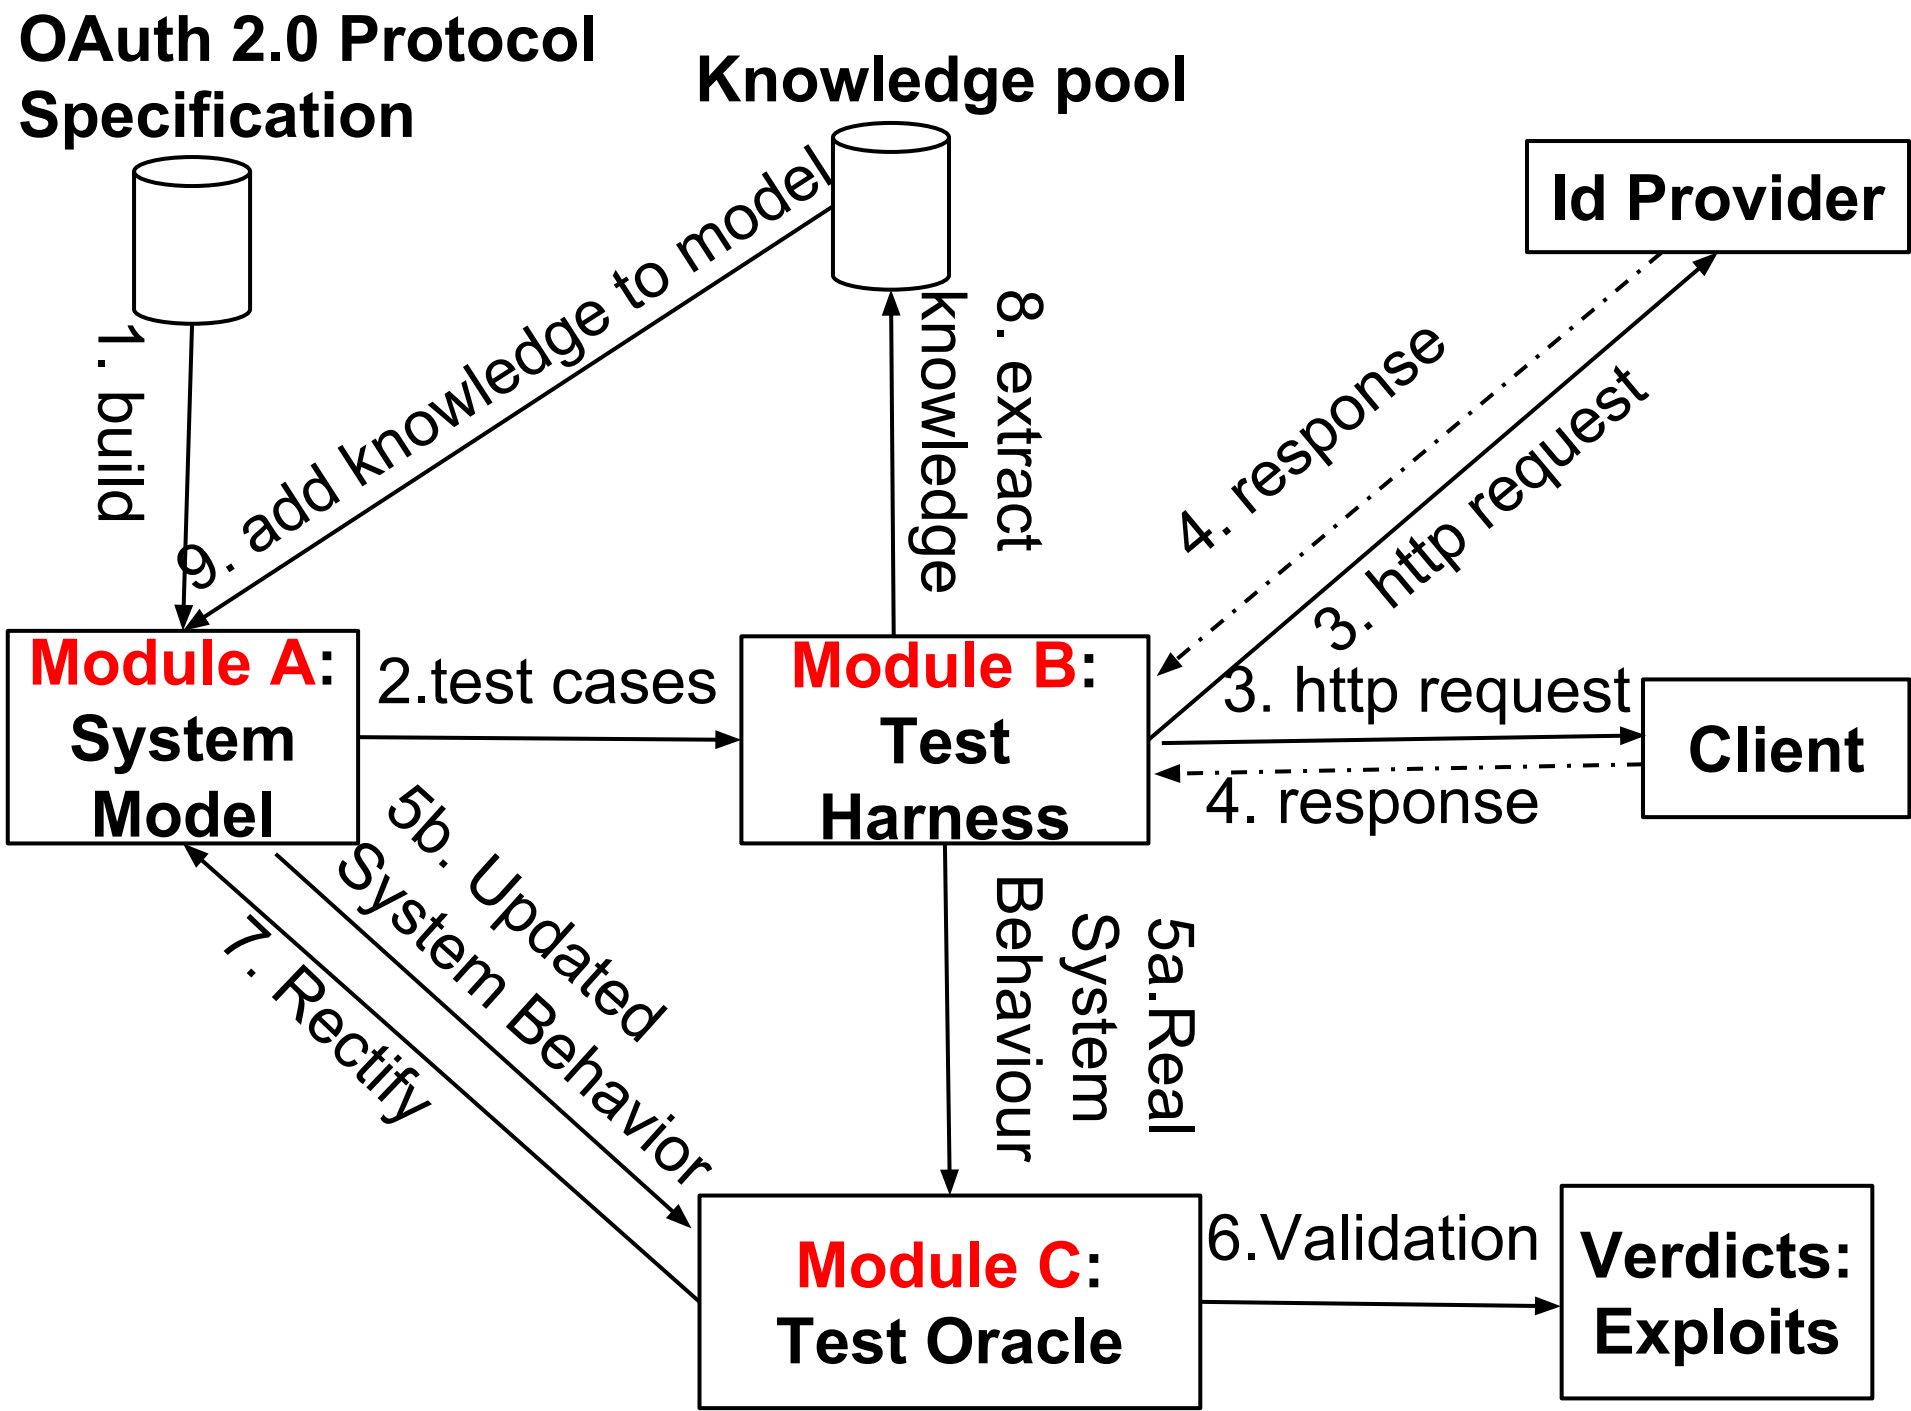 OAuth 2.0 Protocol
Specification
Knowledge pool
Id Provider
1. build
9. add knowledge to model
8. extract
knowledge
4. response
3. http request
Module A:
System
Model
2.test cases
Module B:
Test
Harness
3. http request
4. response
Client
5b. Updated
System Behavior
7. Rectify
5a.Real
System
Behaviour
Module C:
Test Oracle
6.Validation
Verdicts:
Exploits